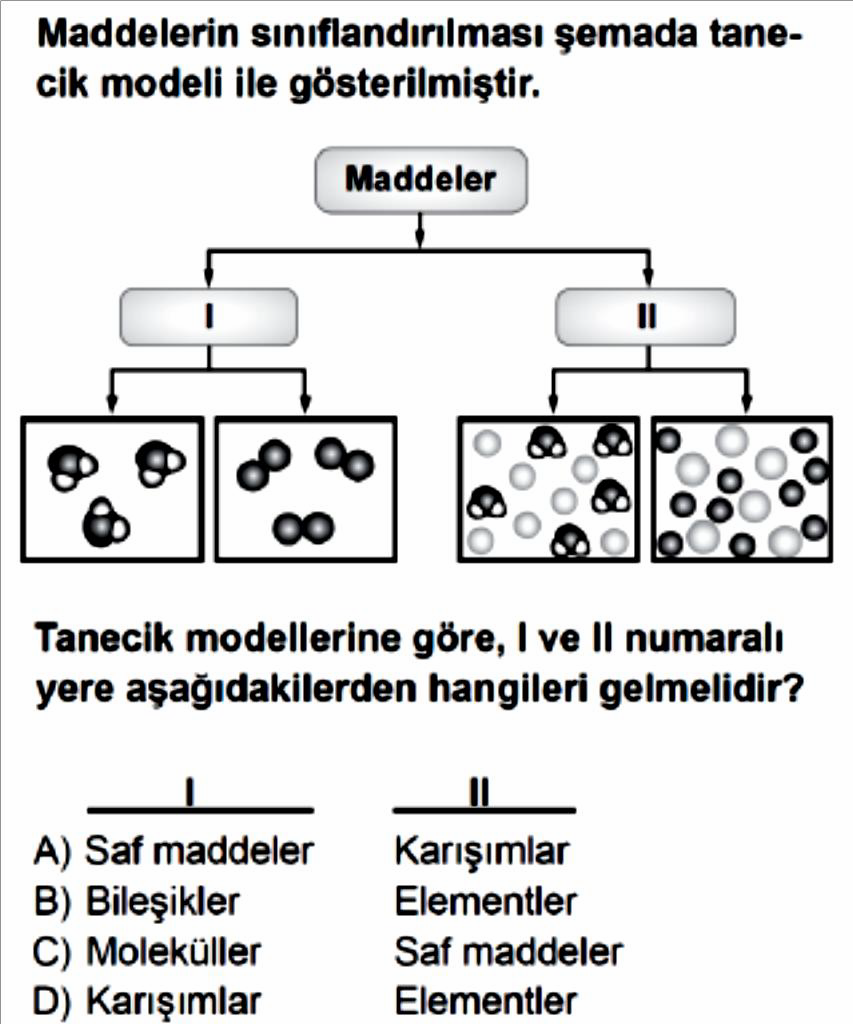 Maddelerin sınıflandırılması şemada tane-
cik modeli ile gösterilmiştir.
Maddeler
I II
Tanecik modellerine göre, I ve II numaralı
yere aşağıdakilerden hangileri gelmelidir?
I II
A) Saf maddeler Karışımlar
B) Bileşikler Elementler
C) Moleküller Saf maddeler
D) Karışımlar Elementler